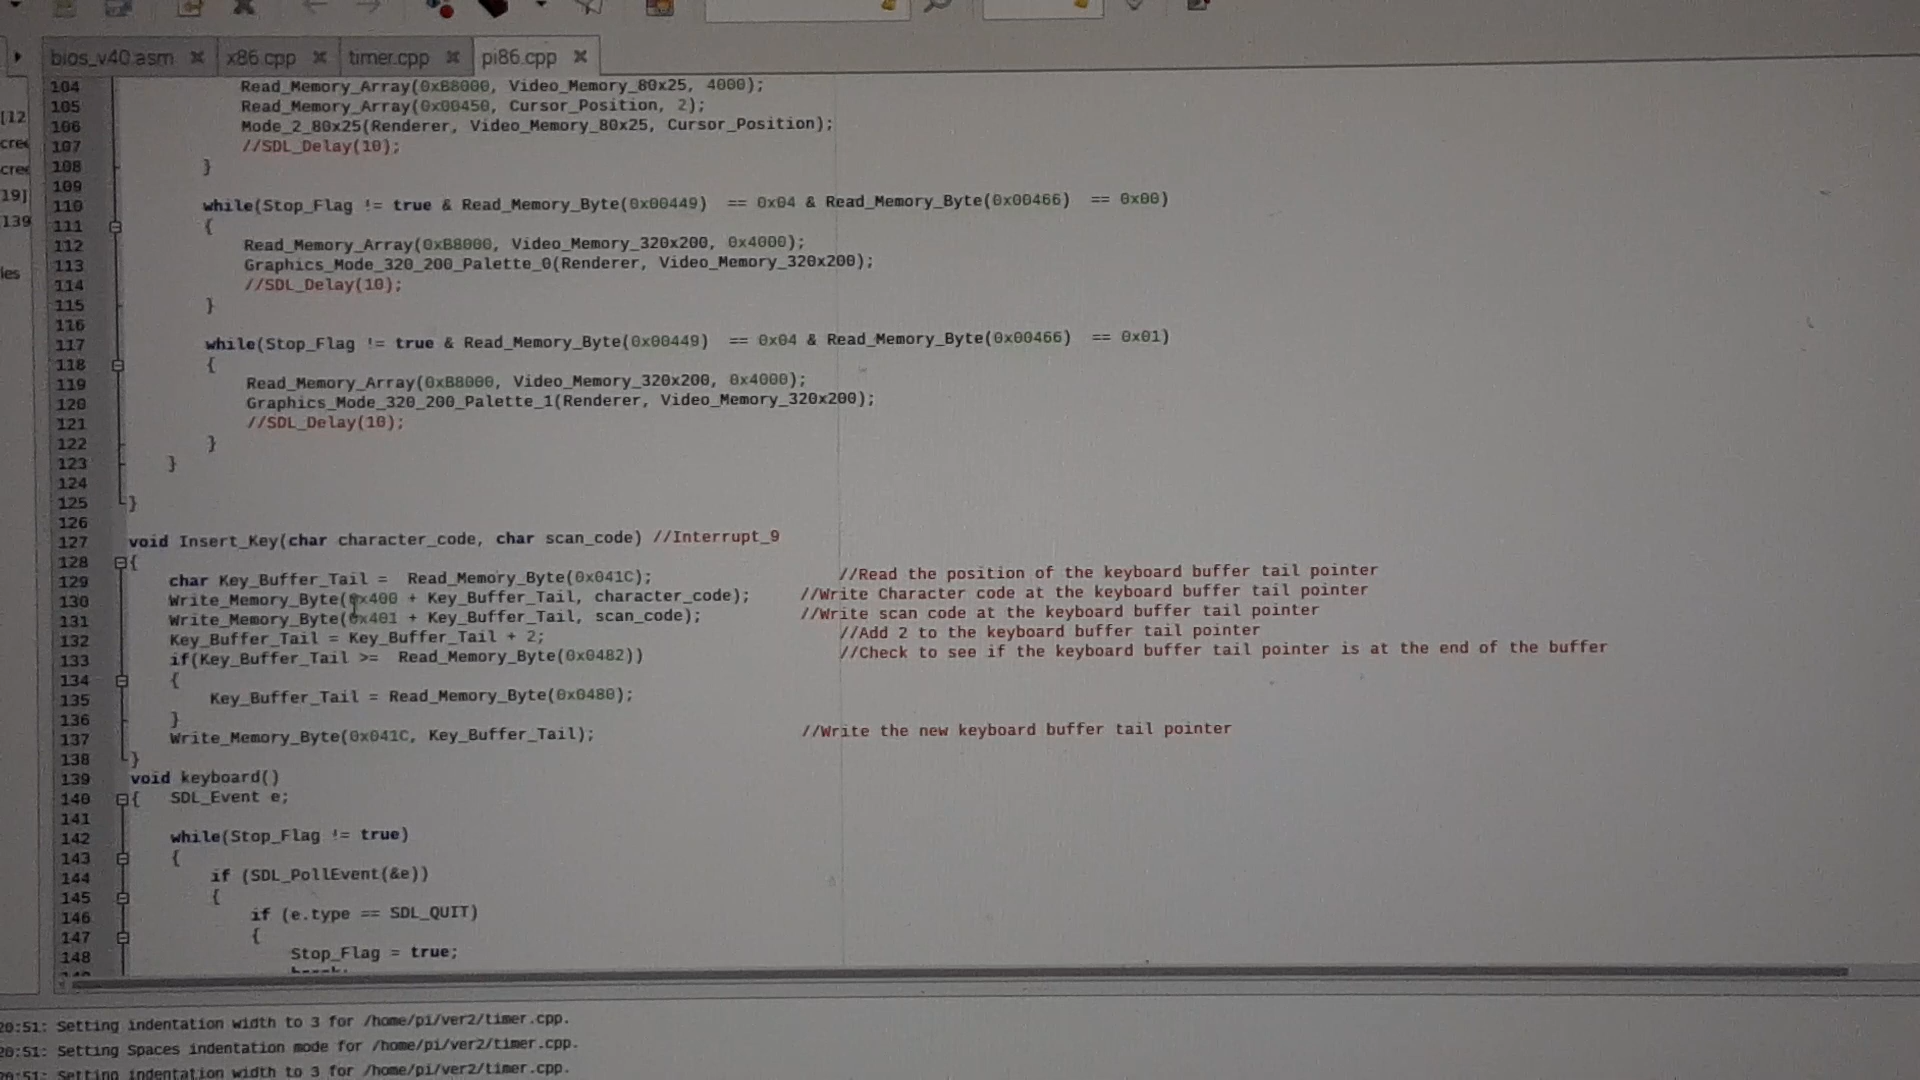 bios_v40.asm x86.cpp timer.cpp pi86.cpp
104 Read_Memory_Array(0xB8000, Video_Memory_80x25, 4000);
105 Read_Memory_Array(0x00450, Cursor_Position, 2);
106 Mode_2_80x25(Renderer, Video_Memory_80x25, Cursor_Position);
107 //SDL_Delay(10);
108 }
109
110 while(Stop_Flag != true & Read_Memory_Byte(0x00449)  == 0x04 & Read_Memory_Byte(0x00466)  == 0x00)
111 {
112 Read_Memory_Array(0xB8000, Video_Memory_320x200, 0x4000);
113 Graphics_Mode_320_200_Palette_0(Renderer, Video_Memory_320x200);
114 //SDL_Delay(10);
115 }
116
117 while(Stop_Flag != true & Read_Memory_Byte(0x00449)  == 0x04 & Read_Memory_Byte(0x00466)  == 0x01)
118 {
119 Read_Memory_Array(0xB8000, Video_Memory_320x200, 0x4000);
120 Graphics_Mode_320_200_Palette_1(Renderer, Video_Memory_320x200);
121 //SDL_Delay(10);
122 }
123 }
124
125 }
126
127 void Insert_Key(char character_code, char scan_code) //Interrupt_9
128 {
129 char Key_Buffer_Tail =  Read_Memory_Byte(0x041C); //Read the position of the keyboard buffer tail pointer
130 Write_Memory_Byte(0x400 + Key_Buffer_Tail, character_code); //Write Character code at the keyboard buffer tail pointer
131 Write_Memory_Byte(0x401 + Key_Buffer_Tail, scan_code); //Write scan code at the keyboard buffer tail pointer
132 Key_Buffer_Tail = Key_Buffer_Tail + 2; //Add 2 to the keyboard buffer tail pointer
133 if(Key_Buffer_Tail >=  Read_Memory_Byte(0x0482)) //Check to see if the keyboard buffer tail pointer is at the end of the buffer
134 {
135 Key_Buffer_Tail = Read_Memory_Byte(0x0480);
136 }
137 Write_Memory_Byte(0x041C, Key_Buffer_Tail); //Write the new keyboard buffer tail pointer
138 }
139 void keyboard()
140 { SDL_Event e;
141
142 while(Stop_Flag != true)
143 {
144 if (SDL_PollEvent(&e))
145 {
146 if (e.type == SDL_QUIT)
147 {
148 Stop_Flag = true;
[12
cree
cree
19]
139
les
20:51: Setting indentation width to 3 for /home/pi/ver2/timer.cpp.
20:51: Setting Spaces indentation mode for /home/pi/ver2/timer.cpp.
20:51: Setting indentation width to 3 for /home/pi/ver2/timer.cpp.